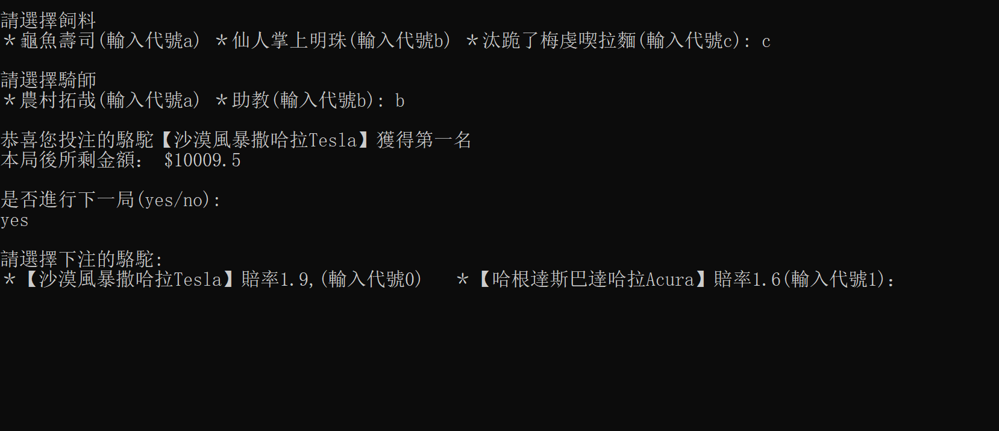 請選擇飼料
＊龜魚壽司(輸入代號a) ＊仙人掌上明珠(輸入代號b) ＊汰跪了梅虔喫拉麵(輸入代號c): c
請選擇騎師
＊農村拓哉(輸入代號a) ＊助教(輸入代號b): b
恭喜您投注的駱駝【沙漠風暴撒哈拉Tesla】獲得第一名
本局後所剩金額： $10009.5
是否進行下一局(yes/no):
yes
請選擇下注的駱駝:
＊【沙漠風暴撒哈拉Tesla】賠率1.9,(輸入代號0) ＊【哈根達斯巴達哈拉Acura】賠率1.6(輸入代號1)：